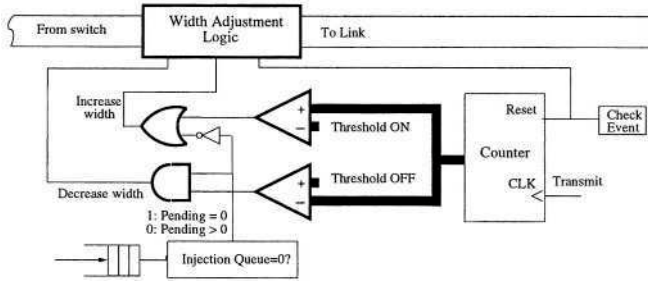 From switch
Width Adjustment
Logic
To Link
Increase
width
+
−
Threshold ON
Reset
Check
Event
Counter
Threshold OFF
+
−
CLK
Transmit
Decrease width
1: Pending = 0
0: Pending > 0
Injection Queue=0?